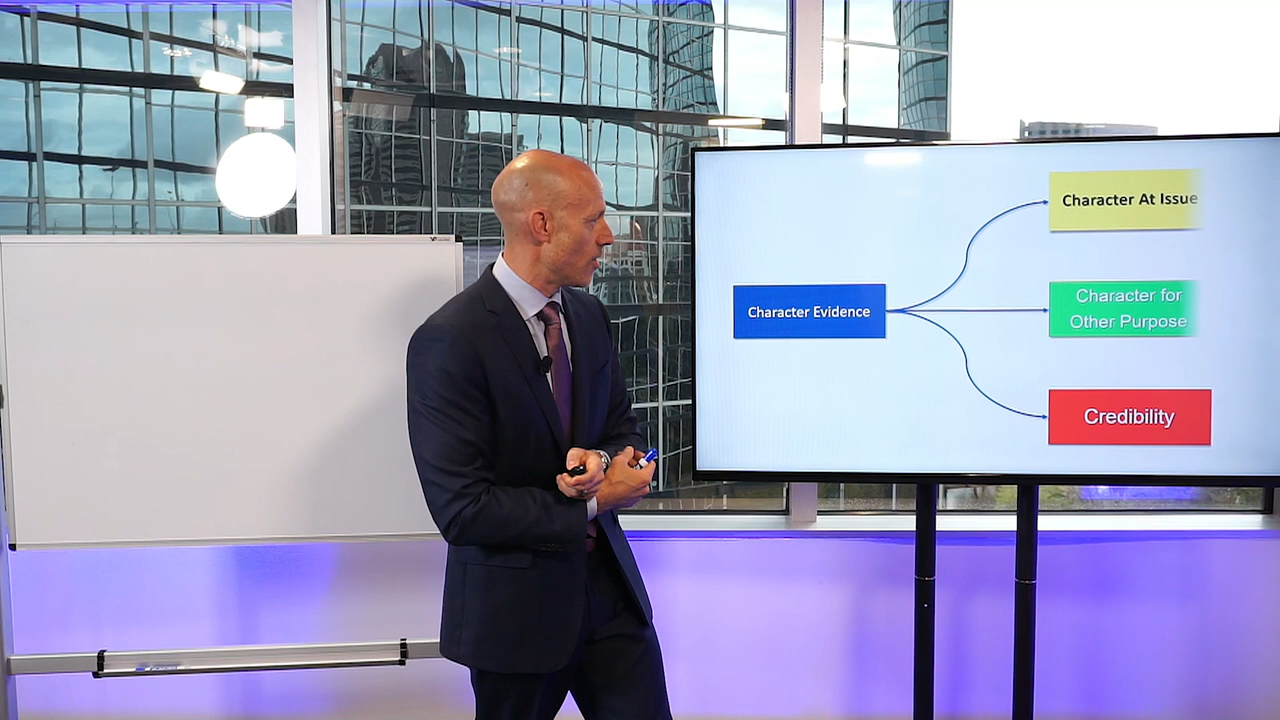 Character Evidence
Character At Issue
Character for
Other Purpose
Credibility